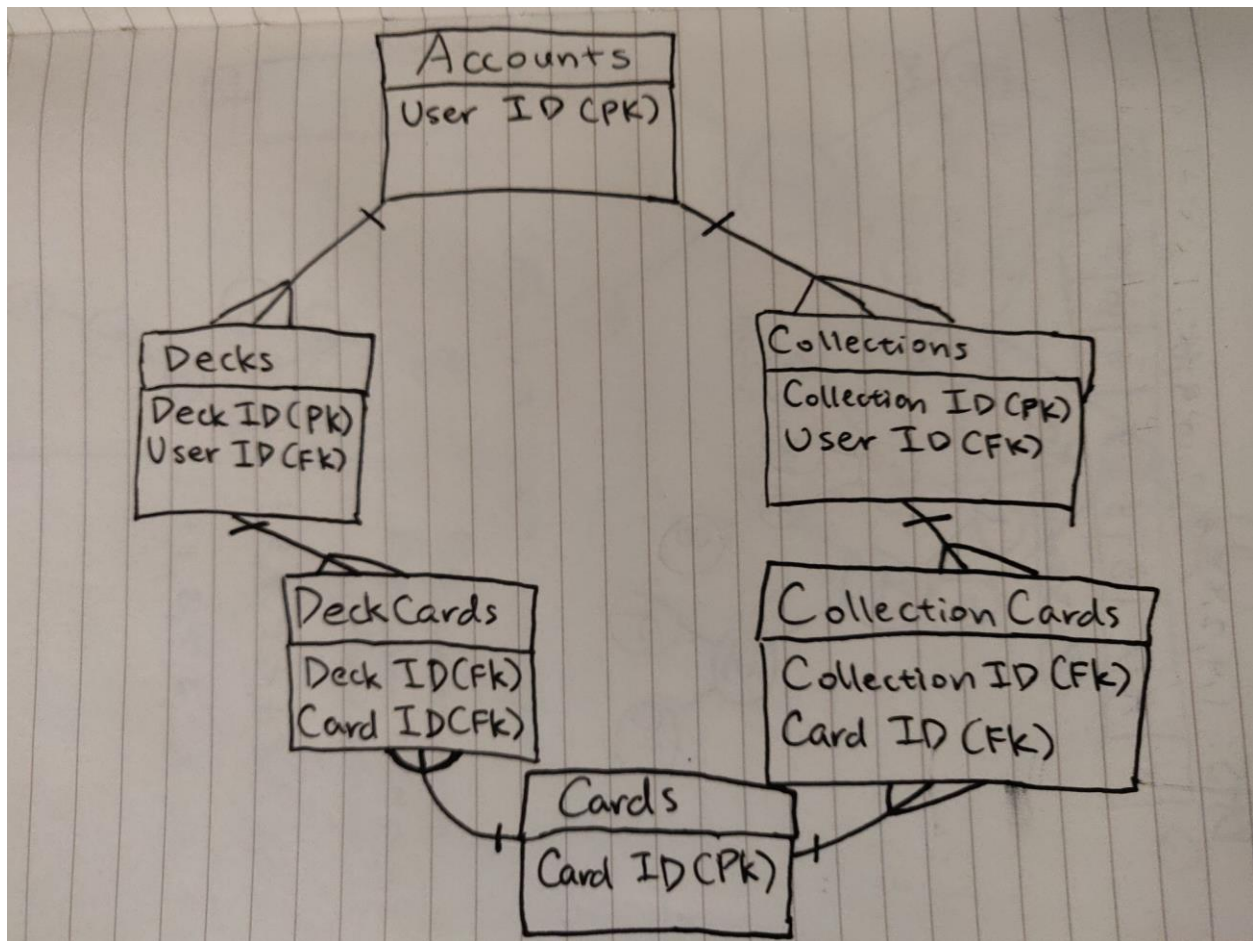 Accounts
User ID (PK)
Decks
Deck ID (PK)
User ID (FK)
Collections
Collection ID (PK)
User ID (FK)
Deck Cards
Deck ID (FK)
Card ID (FK)
Collection Cards
Collection ID (FK)
Card ID (FK)
Cards
Card ID (PK)